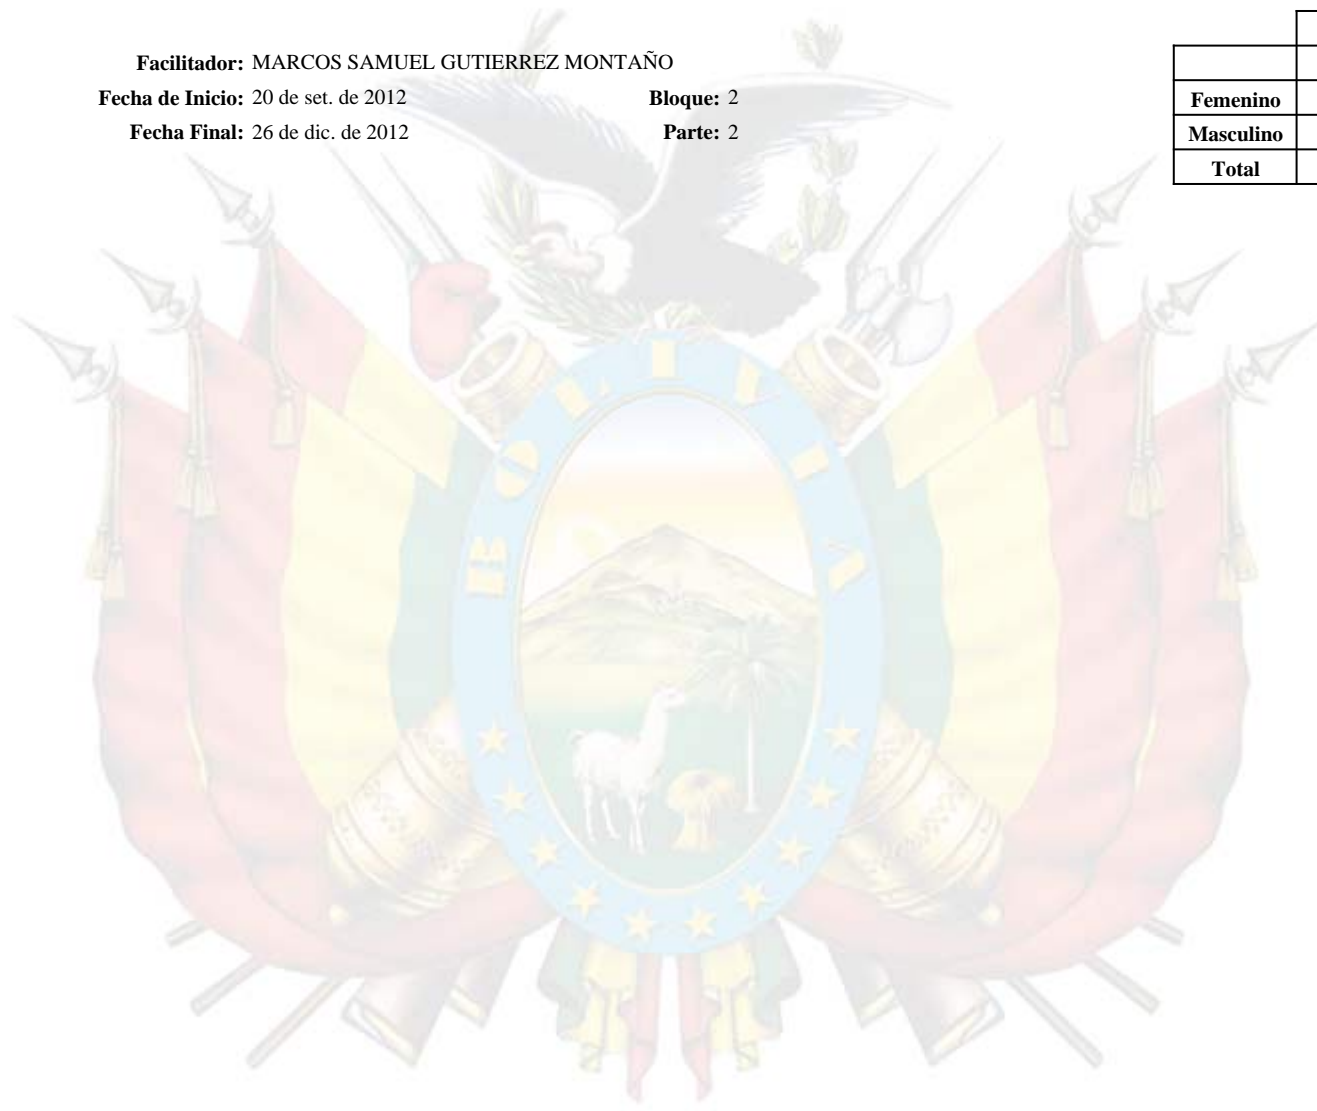 Facilitador: MARCOS SAMUEL GUTIERREZ MONTAÑO
Fecha de Inicio: 20 de set. de 2012 Bloque: 2
Fecha Final: 26 de dic. de 2012 Parte: 2
Femenino
Masculino
Total
BOLIVIA